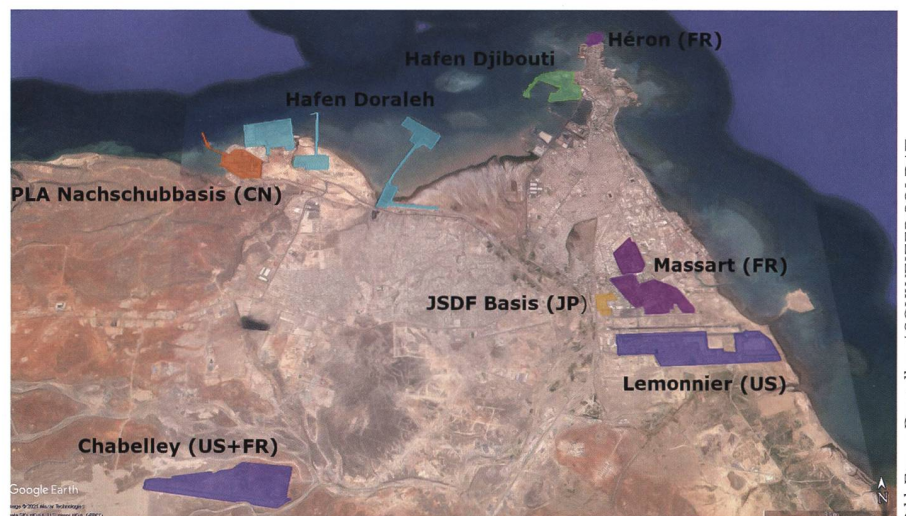 Héron (FR)
Hafen Djibouti
Hafen Doraleh
PLA Nachschubbasis (CN)
Massart (FR)
JSDF Basis (JP)
Lemonnier (US)
Chabelley (US+FR)
Google Earth
N